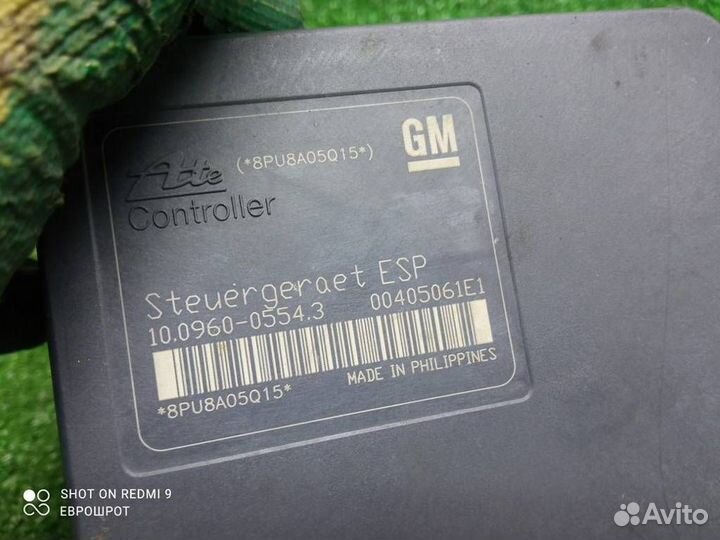 (*8PU8A05Q15*)
GM
Ate
Controller
Steuergeraet ESP
10.0960-0554.3 00405061E1
MADE IN PHILIPPINES
*8PU8A05Q15*
SHOT ON REDMI 9
ЕВРОШРОТ
Avito